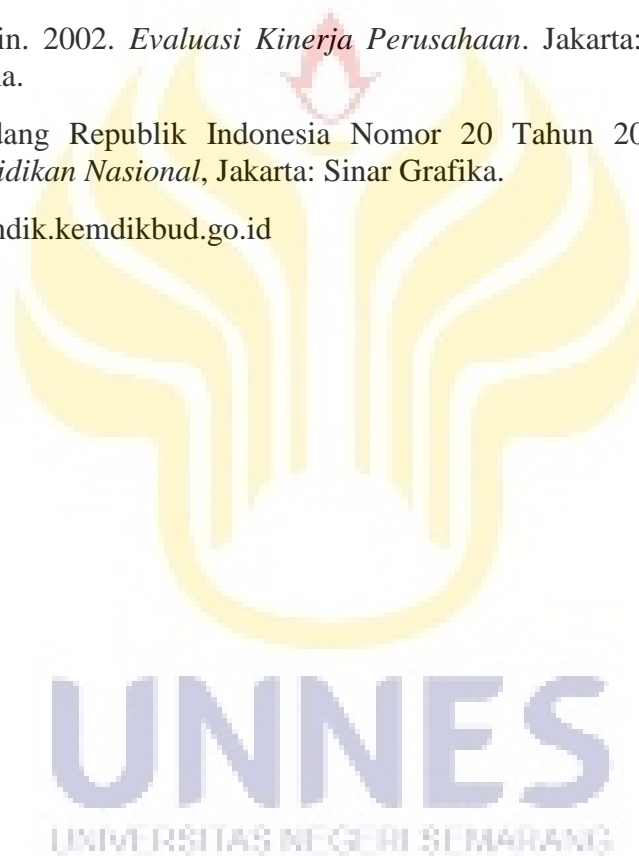 in. 2002. Evaluasi Kinerja Perusahaan. Jakarta:
a.
dang Republik Indonesia Nomor 20 Tahun 20
idikan Nasional, Jakarta: Sinar Grafika.
ndik.kemdikbud.go.id
UNNES
UNIVERSITAS NEGERI SEMARANG